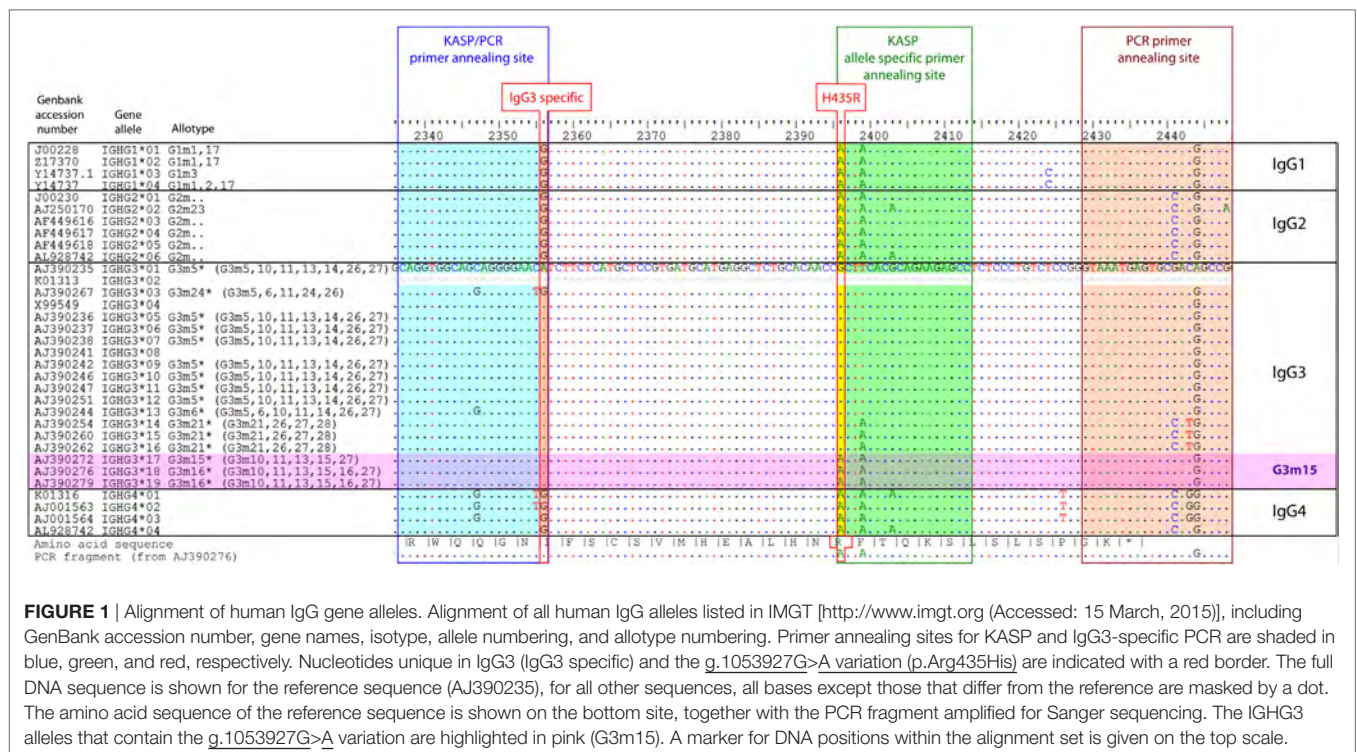 KASP/PCR
primer annealing site
KASP
allele specific primer
annealing site
PCR primer
annealing site
IgG3 specific
H435R
Genbank
accession
number
Gene
allele
Allotype
2340 2350 2360 2370 2380 2390 2400 2410 2420 2430 2440
J00228 IGHG1*01 G1m1,17
Z17370 IGHG1*02 G1m1,17
Y14737.1 IGHG1*03 G1m3
Y14737 IGHG1*04 G1m1,2,17
IgG1
J00230 IGHG2*01 G2m..
AJ250170 IGHG2*02 G2m23
AF449616 IGHG2*03 G2m..
AF449617 IGHG2*04 G2m..
AF449618 IGHG2*05 G2m..
AL928742 IGHG2*06 G2m..
IgG2
AJ390235 IGHG3*01 G3m5* (G3m5,10,11,13,14,26,27) GCAGGTGGCAGCAGGGGAACATCTTCTCATGCTCCGTGATGCATGAGGCTCTGCACAACCGCTTCACGCAGAAGAGCCTCTCCCTGTCTCCGGGTAAATGAGTGCGACAGCCG
K01313 IGHG3*02
AJ390267 IGHG3*03 G3m24* (G3m5,6,11,24,26)
X99549 IGHG3*04
AJ390236 IGHG3*05 G3m5* (G3m5,10,11,13,14,26,27)
AJ390237 IGHG3*06 G3m5* (G3m5,10,11,13,14,26,27)
AJ390238 IGHG3*07 G3m5* (G3m5,10,11,13,14,26,27)
AJ390241 IGHG3*08
AJ390242 IGHG3*09 G3m5* (G3m5,10,11,13,14,26,27)
AJ390246 IGHG3*10 G3m5* (G3m5,10,11,13,14,26,27)
AJ390247 IGHG3*11 G3m5* (G3m5,10,11,13,14,26,27)
AJ390251 IGHG3*12 G3m5* (G3m5,10,11,13,14,26,27)
AJ390244 IGHG3*13 G3m6* (G3m5,6,10,11,14,26,27)
AJ390254 IGHG3*14 G3m21* (G3m21,26,27,28)
AJ390260 IGHG3*15 G3m21* (G3m21,26,27,28)
AJ390262 IGHG3*16 G3m21* (G3m21,26,27,28)
IgG3
AJ390272 IGHG3*17 G3m15* (G3m10,11,13,15,27)
AJ390276 IGHG3*18 G3m16* (G3m10,11,13,15,16,27)
AJ390279 IGHG3*19 G3m16* (G3m10,11,13,15,16,27)
G3m15
K01316 IGHG4*01
AJ001563 IGHG4*02
AJ001564 IGHG4*03
AL928742 IGHG4*04
IgG4
Amino acid sequence |R |W |Q |Q |G |N |I |F |S |C |S |V |M |H |E |A |L |H |N |R |F |T |Q |K |S |L |S |L |S |P |G |K |* |
PCR fragment (from AJ390276)
FIGURE 1 | Alignment of human IgG gene alleles. Alignment of all human IgG alleles listed in IMGT [http://www.imgt.org (Accessed: 15 March, 2015)], including
GenBank accession number, gene names, isotype, allele numbering, and allotype numbering. Primer annealing sites for KASP and IgG3-specific PCR are shaded in
blue, green, and red, respectively. Nucleotides unique in IgG3 (IgG3 specific) and the g.1053927G>A variation (p.Arg435His) are indicated with a red border. The full
DNA sequence is shown for the reference sequence (AJ390235), for all other sequences, all bases except those that differ from the reference are masked by a dot.
The amino acid sequence of the reference sequence is shown on the bottom site, together with the PCR fragment amplified for Sanger sequencing. The IGHG3
alleles that contain the g.1053927G>A variation are highlighted in pink (G3m15). A marker for DNA positions within the alignment set is given on the top scale.